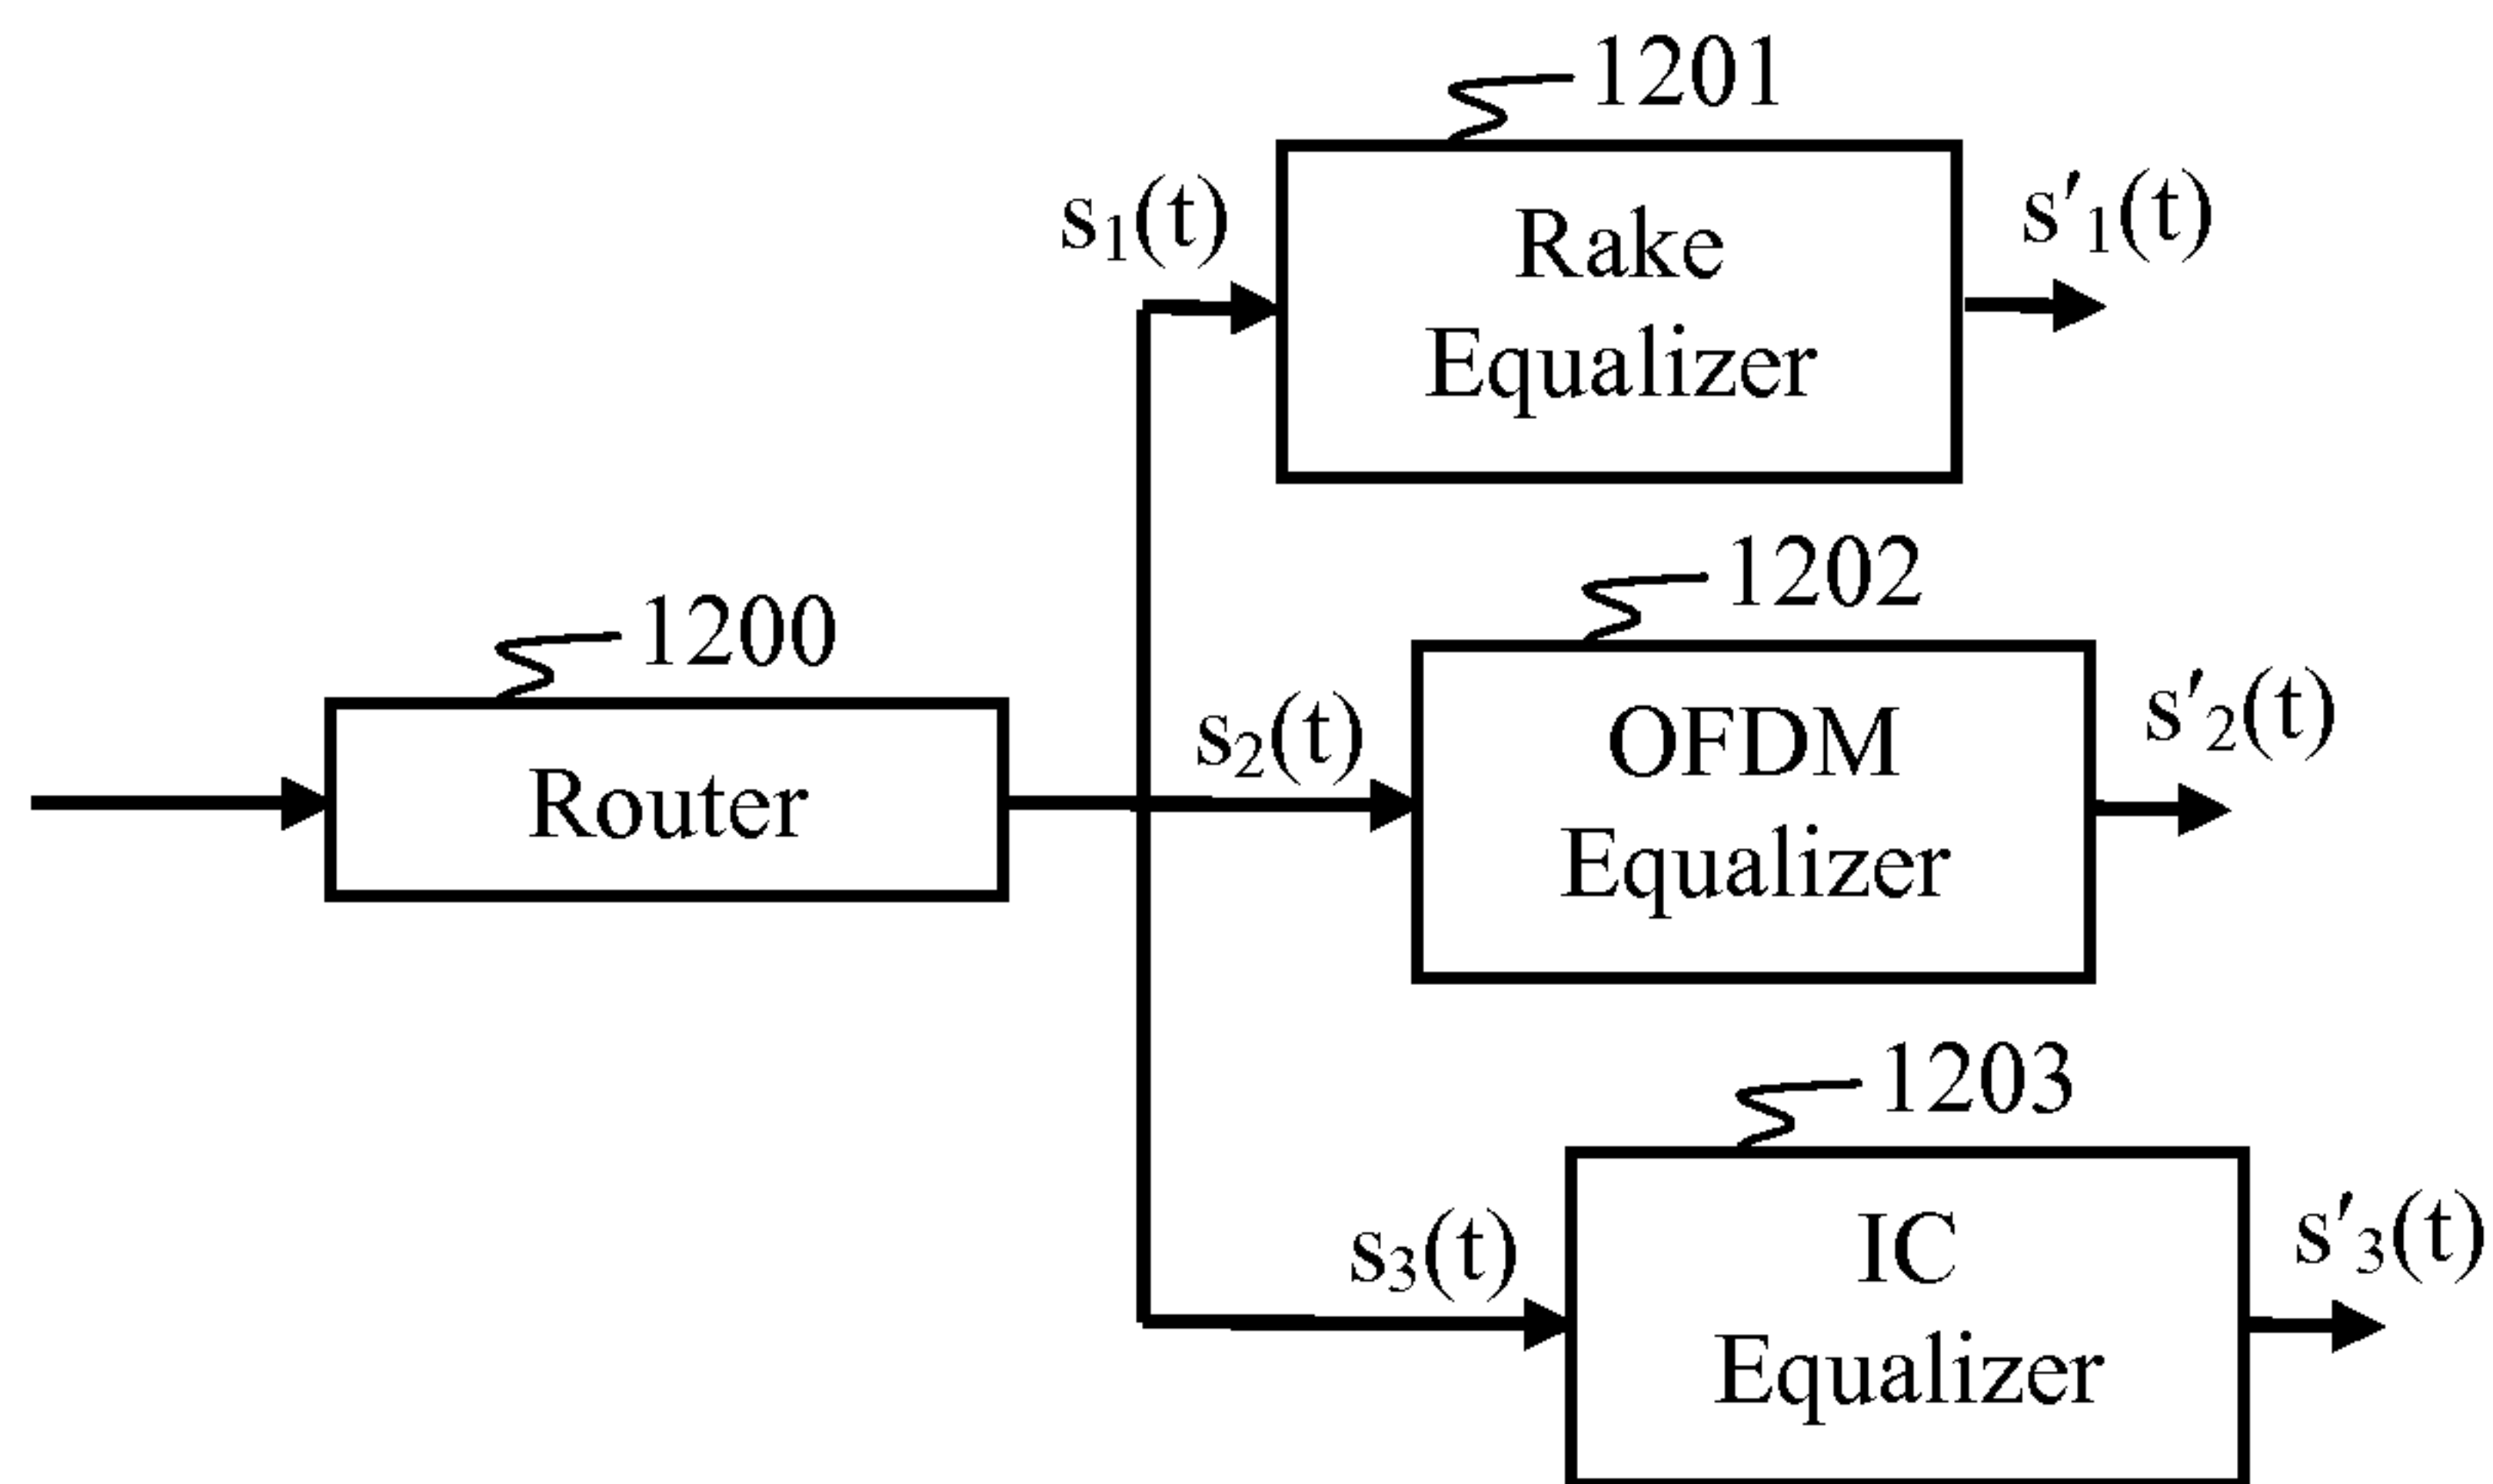 1201
s₁(t)
Rake
Equalizer
s′₁(t)
1202
1200
Router
s₂(t)
OFDM
Equalizer
s′₂(t)
1203
s₃(t)
IC
Equalizer
s′₃(t)